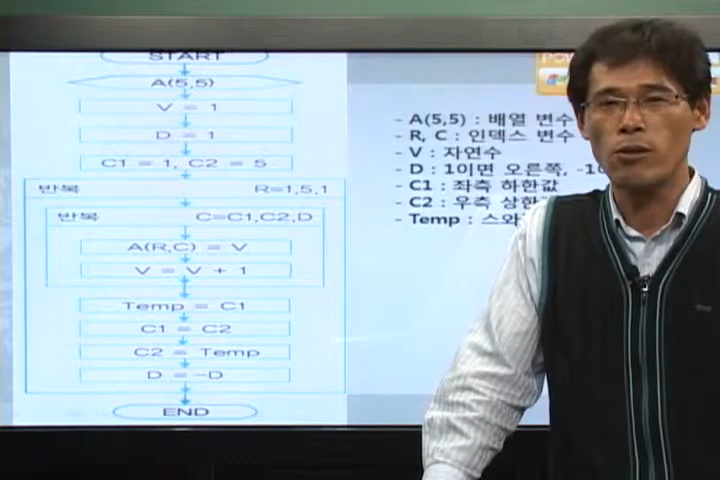 START
A(5,5)
V = 1
D = 1
C1 = 1, C2 = 5
반복 R=1,5,1
반복 C=C1,C2,D
A(R,C) = V
V = V + 1
Temp = C1
C1 = C2
C2 = Temp
D = -D
END
- A(5,5) : 배열 변수
- R, C : 인덱스 변수
- V : 자연수
- D : 1이면 오른쪽, -1
- C1 : 좌측 하한값
- C2 : 우측 상한
- Temp : 스와